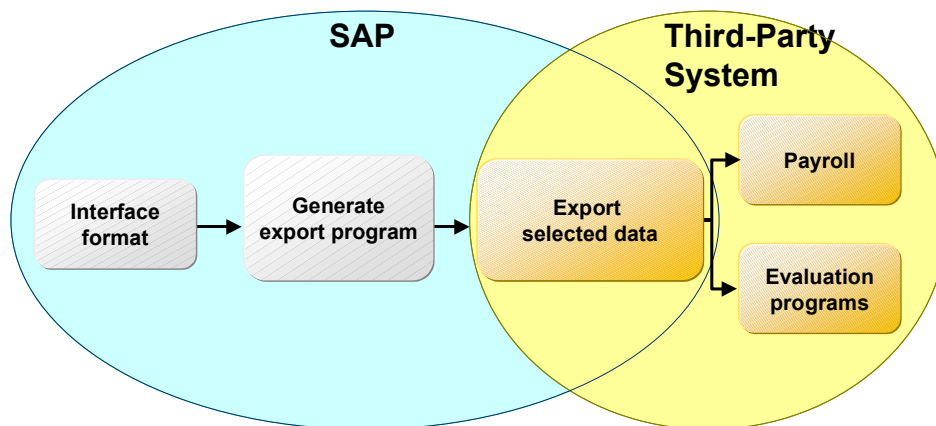 SAP
Third-Party
System
Interface
format
Generate
export program
Export
selected data
Payroll
Evaluation
programs